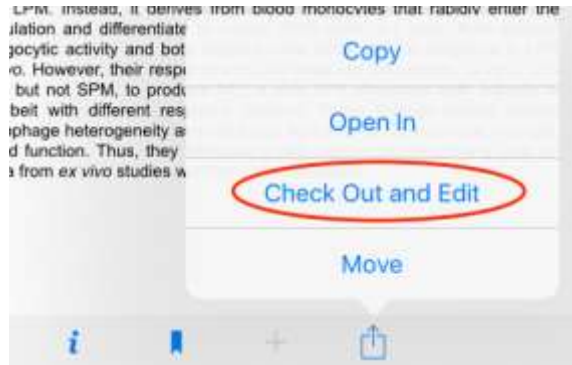 LPM. Instead, it derives from blood monocytes that rapidly enter the
ulation and differentiate
gocytic activity and bot
vo. However, their respo
but not SPM, to produ
beit with different res
phage heterogeneity a
d function. Thus, they
a from ex vivo studies w
Copy
Open In
Check Out and Edit
Move
i